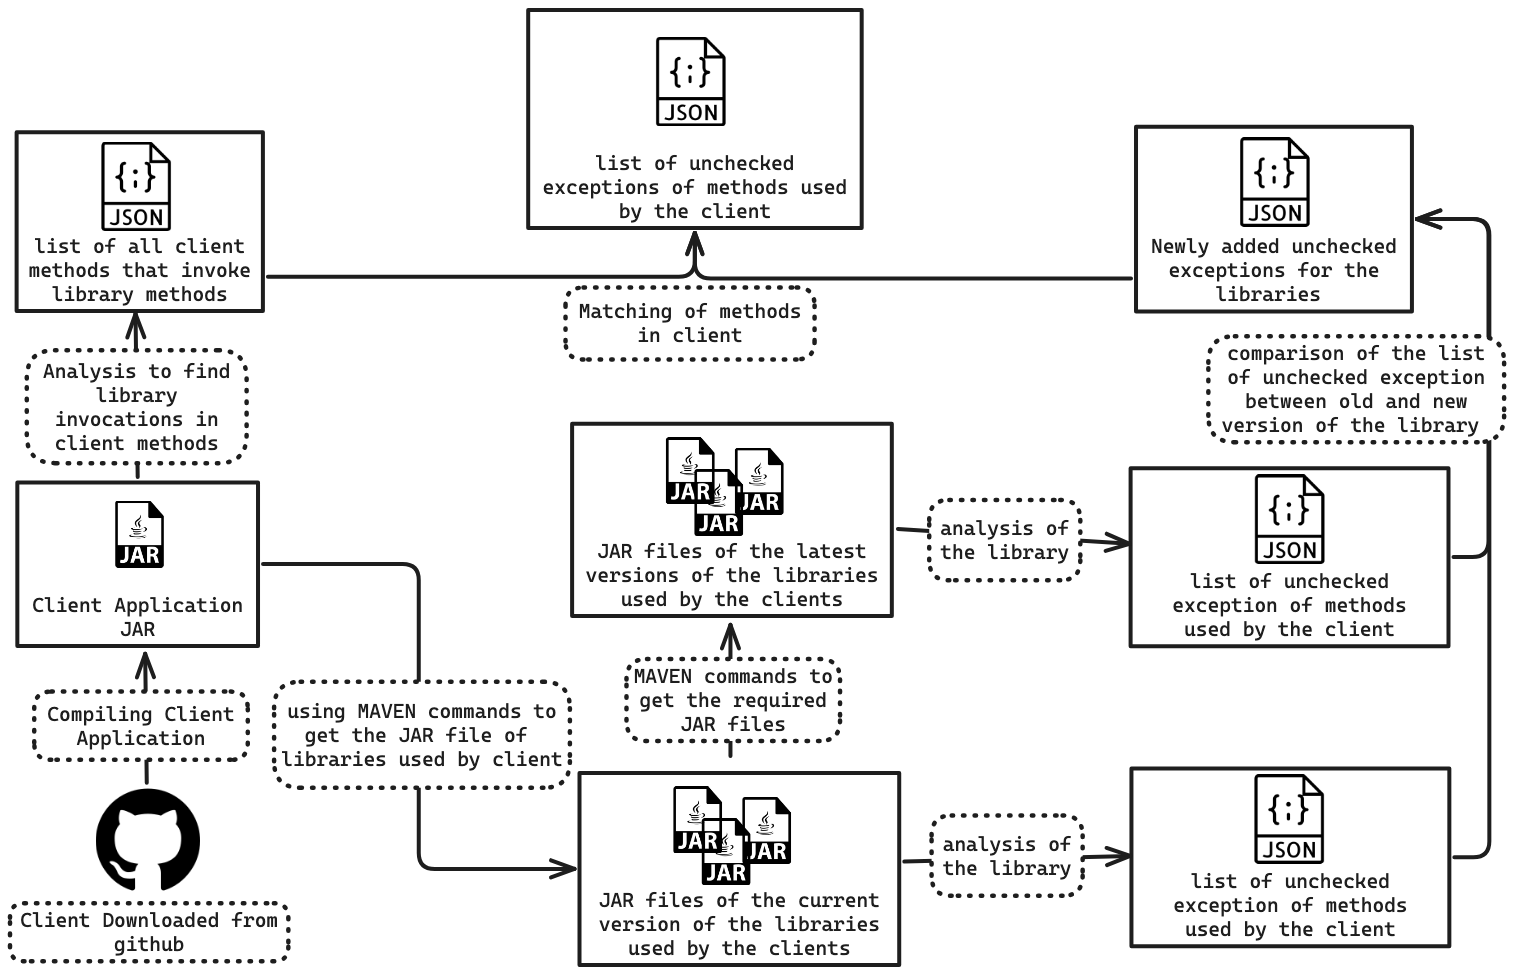 {;}
JSON
list of unchecked
exceptions of methods used
by the client
{;}
JSON
list of all client
methods that invoke
library methods
{;}
JSON
Newly added unchecked
exceptions for the
libraries
Matching of methods
in client
Analysis to find
library
invocations in
client methods
comparison of the list
of unchecked exception
between old and new
version of the library
JAR
Client Application
JAR
JAR
JAR
JAR
JAR files of the latest
versions of the libraries
used by the clients
analysis of
the library
{;}
JSON
list of unchecked
exception of methods
used by the client
Compiling Client
Application
using MAVEN commands to
get the JAR file of
libraries used by client
MAVEN commands to
get the required
JAR files
Client Downloaded from
github
JAR
JAR
JAR
JAR files of the current
version of the libraries
used by the clients
analysis of
the library
{;}
JSON
list of unchecked
exception of methods
used by the client